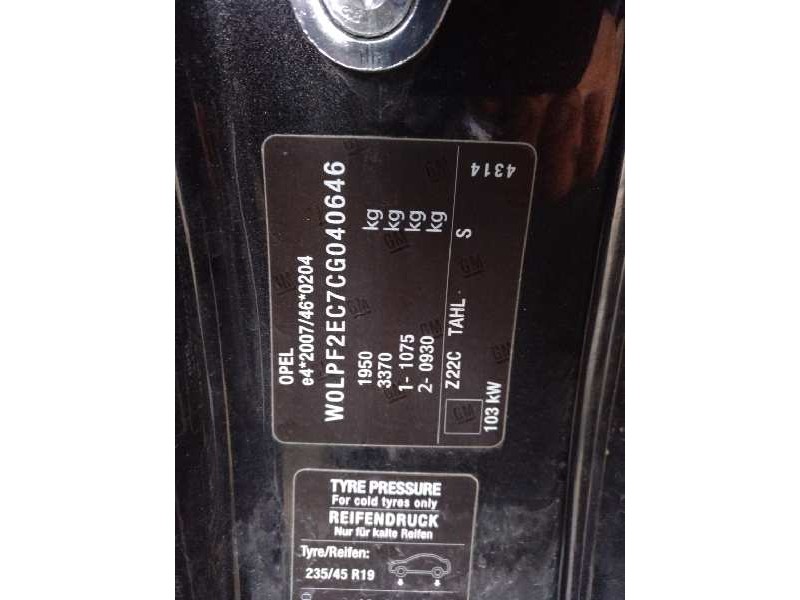 OPEL
e4*2007/46*0204
W0LPF2EC7CG040646
1950 kg
3370 kg
1- 1075 kg
2- 0930 kg
Z22C TAHL S
GM 103 kW
4314
TYRE PRESSURE
For cold tyres only
REIFENDRUCK
Nur für kalte Reifen
Tyre/Reifen:
235/45 R19